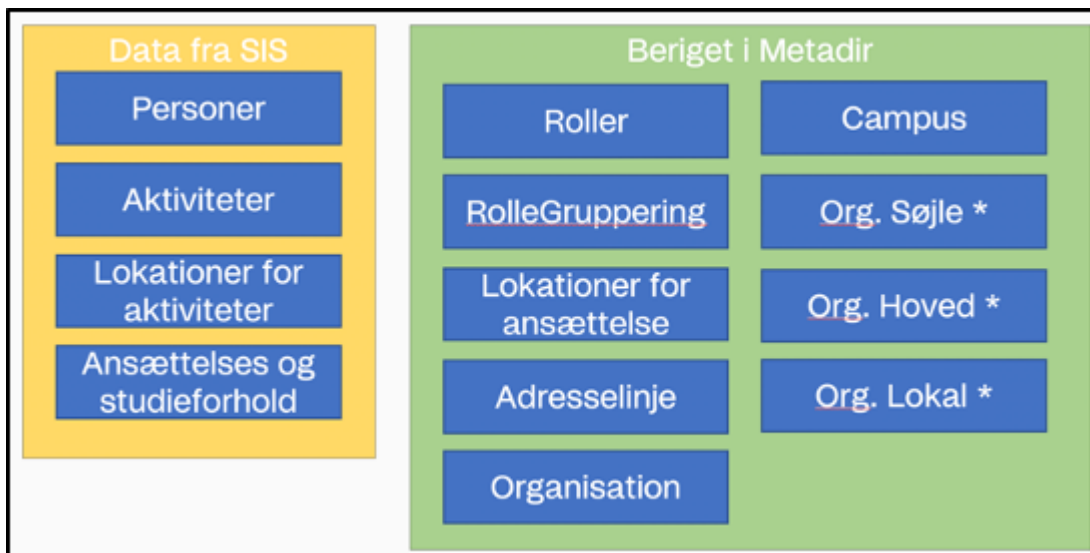 Data fra SIS
Personer
Aktiviteter
Lokationer for
aktiviteter
Ansættelses og
studieforhold
Beriget i Metadir
Roller
RolleGruppering
Lokationer for
ansættelse
Adresselinje
Organisation
Campus
Org. Søjle *
Org. Hoved *
Org. Lokal *